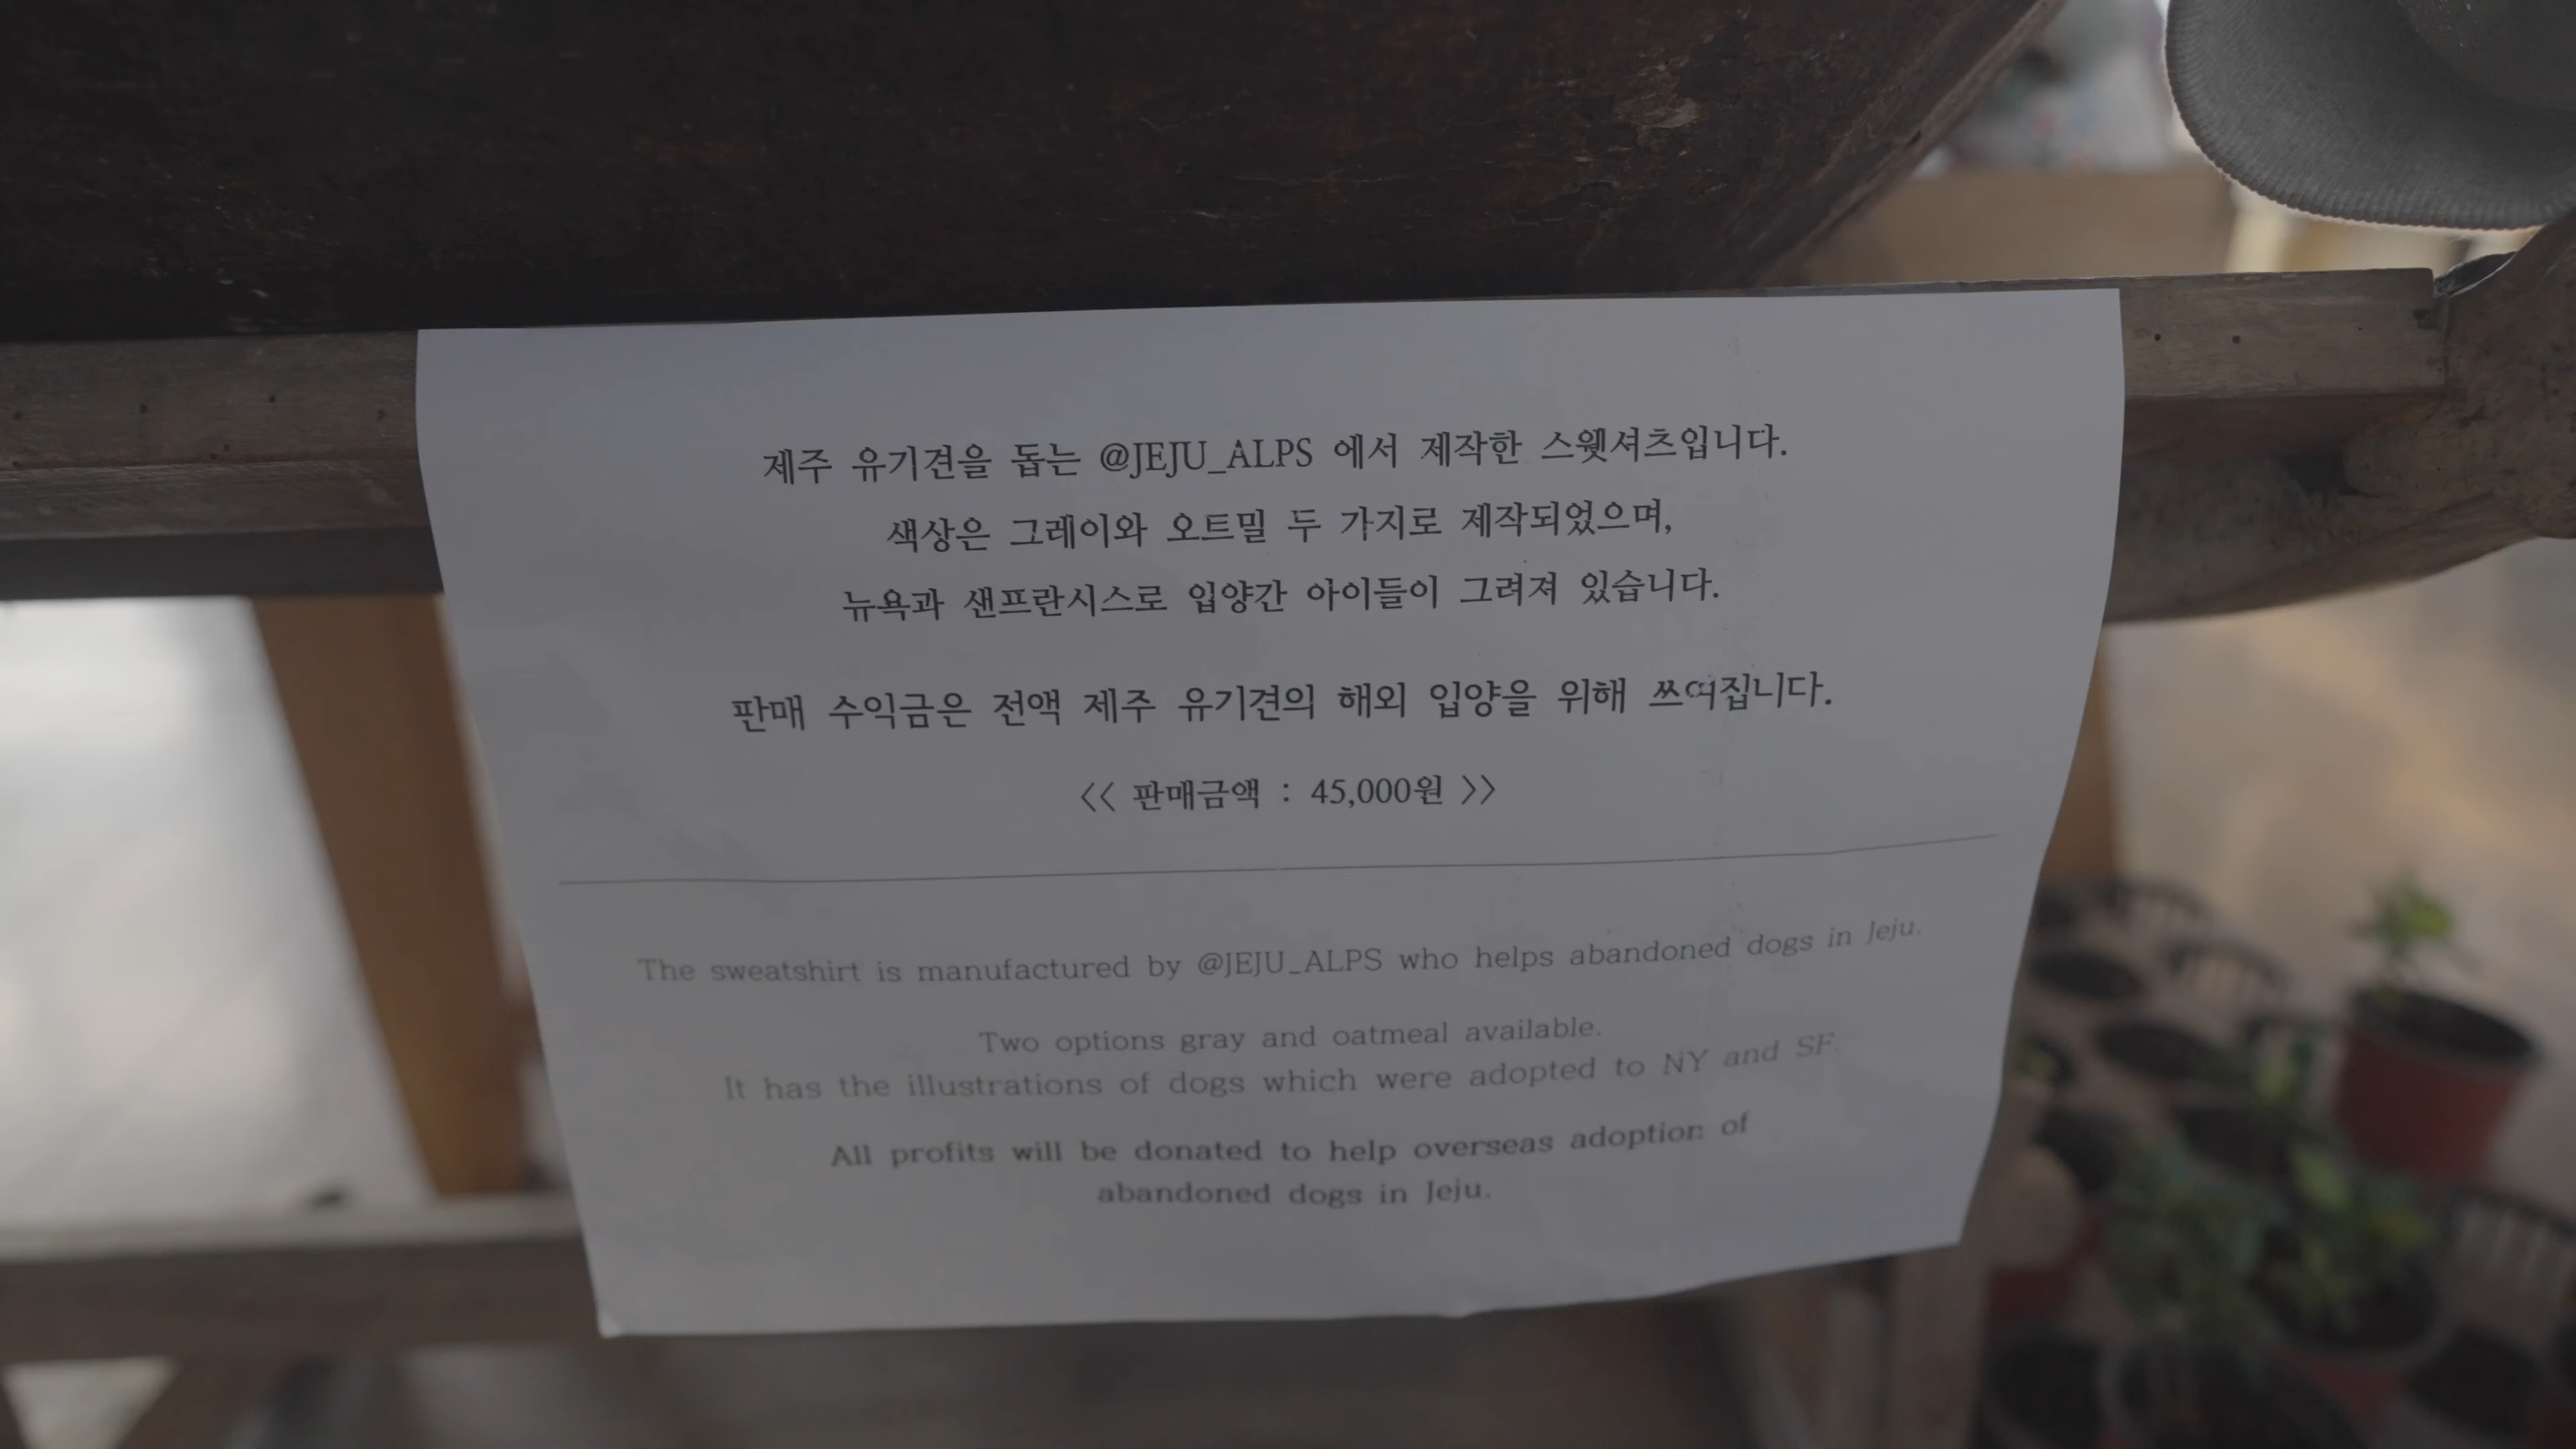 제주 유기견을 돕는 @JEJU_ALPS 에서 제작한 스웻셔츠입니다.
색상은 그레이와 오트밀 두 가지로 제작되었으며,
뉴욕과 샌프란시스로 입양간 아이들이 그려져 있습니다.
판매 수익금은 전액 제주 유기견의 해외 입양을 위해 쓰여집니다.
<< 판매금액 : 45,000원 >>
The sweatshirt is manufactured by @JEJU_ALPS who helps abandoned dogs in Jeju.
Two options gray and oatmeal available.
It has the illustrations of dogs which were adopted to NY and SF.
All profits will be donated to help overseas adoption of
abandoned dogs in Jeju.